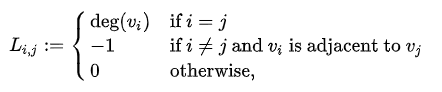 deg(v_i) if i = j
L_{i,j} := { −1 if i ≠ j and v_i is adjacent to v_j
0 otherwise,